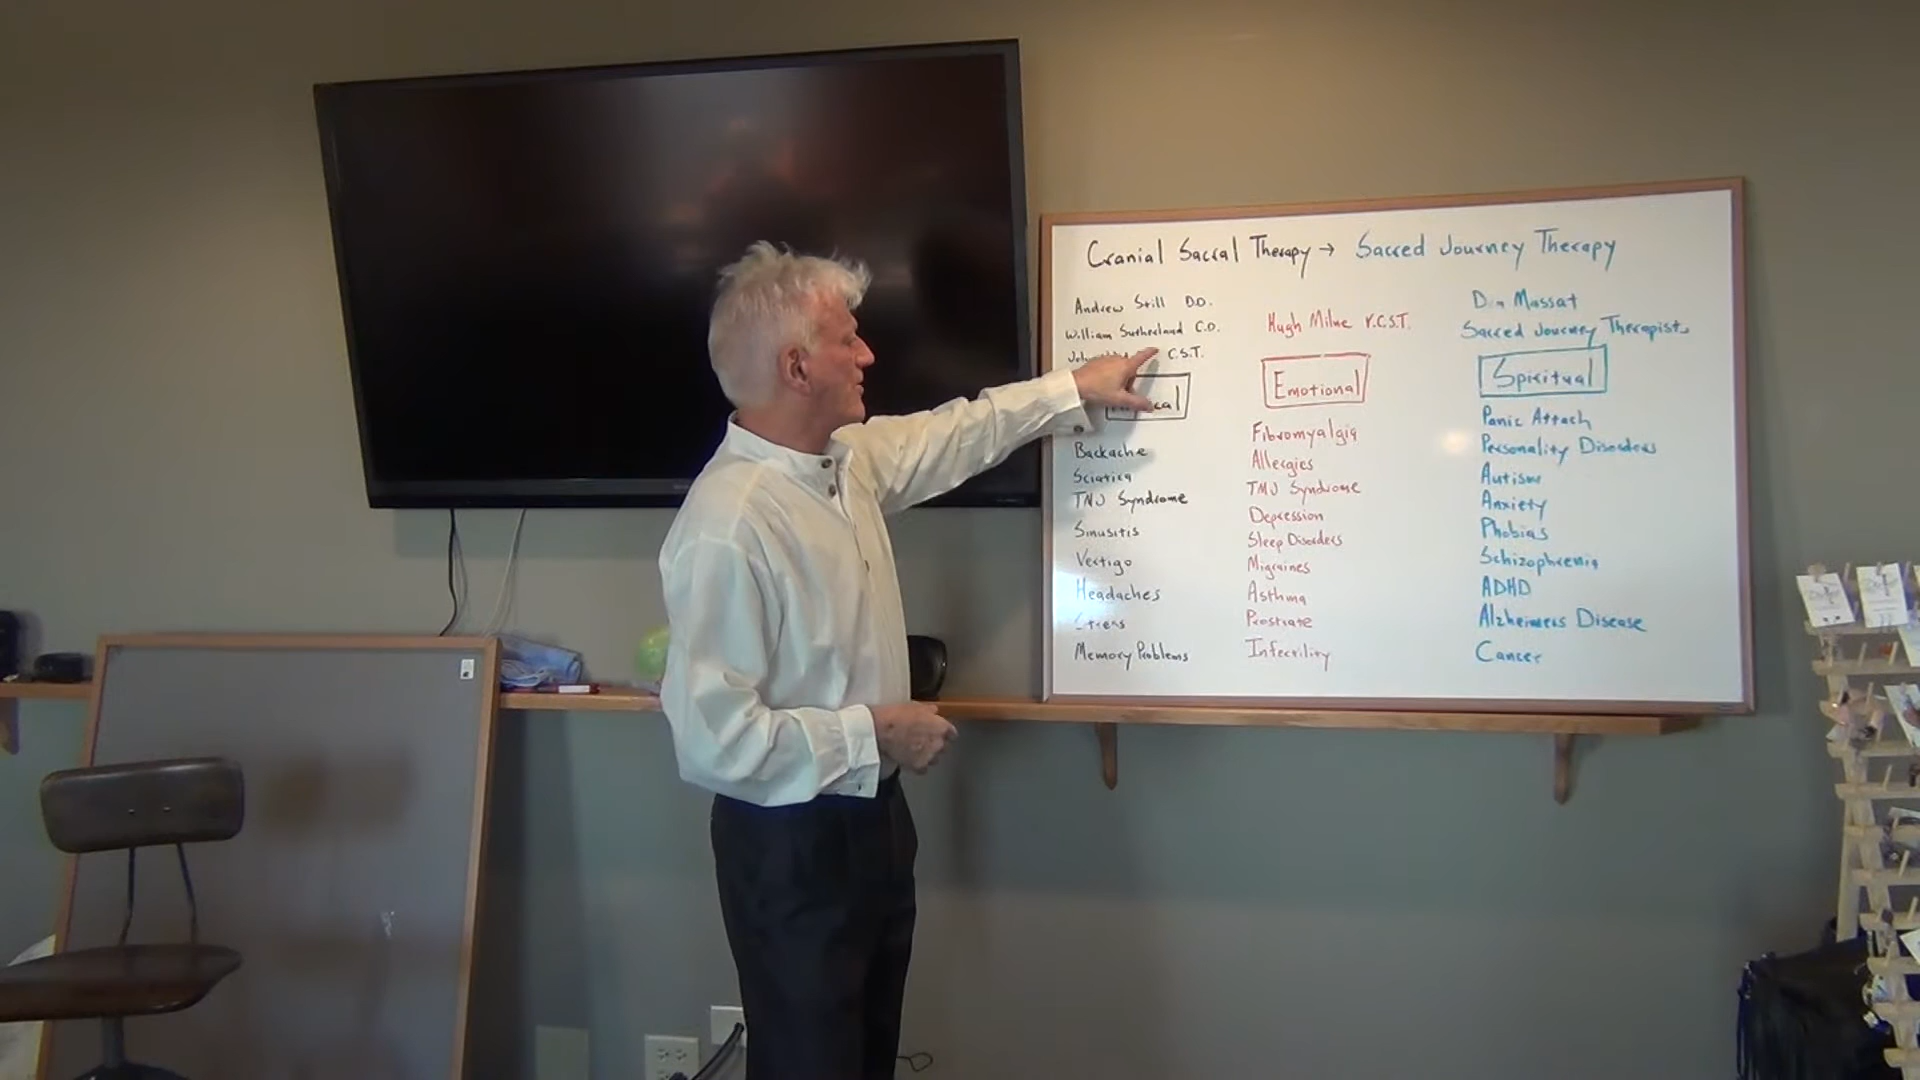 Cranial Sacral Therapy → Sacred Journey Therapy
Andrew Still D.O.
William Sutherland C.O.
C.S.T.
Backache
Sciatica
TMJ Syndrome
Sinusitis
Vertigo
Headaches
Stress
Memory Problems
Hugh Milne V.C.S.T.
Emotional
Fibromyalgia
Allergies
TMJ Syndrome
Depression
Sleep Disorders
Migraines
Asthma
Prostrate
Infertility
Massat
Sacred Journey Therapist
Spiritual
Panic Attach
Personality Disorders
Autism
Anxiety
Phobias
Schizophrenia
ADHD
Alzheimers Disease
Cancer